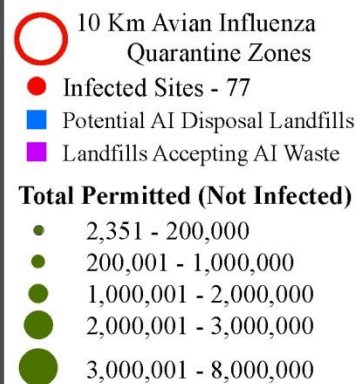 10 Km Avian Influenza
Quarantine Zones
Infected Sites - 77
Potential AI Disposal Landfills
Landfills Accepting AI Waste
Total Permitted (Not Infected)
2,351 - 200,000
200,001 - 1,000,000
1,000,001 - 2,000,000
2,000,001 - 3,000,000
3,000,001 - 8,000,000